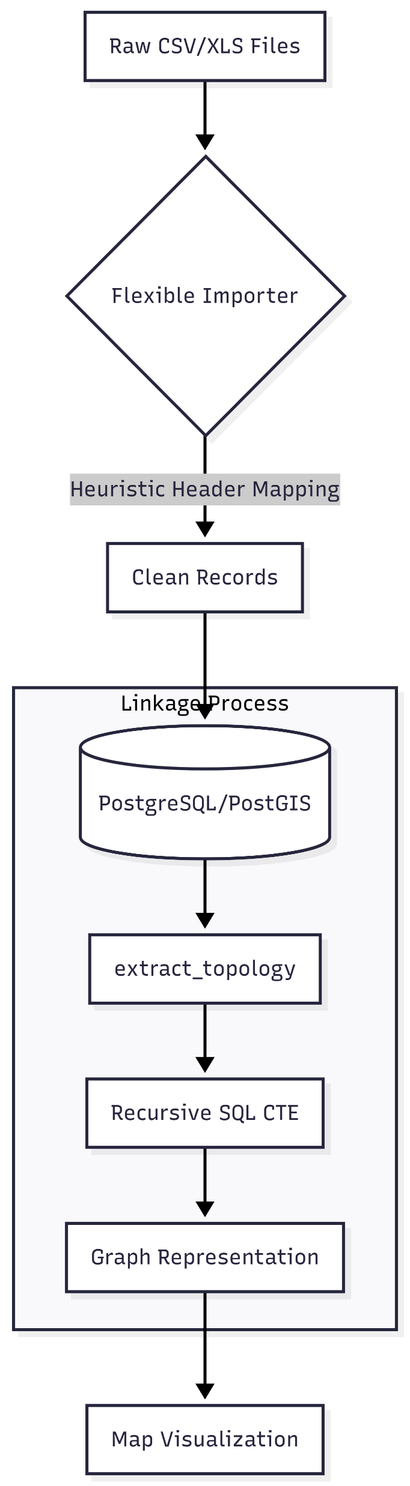 Raw CSV/XLS Files
Flexible Importer
Heuristic Header Mapping
Clean Records
Linkage Process
PostgreSQL/PostGIS
extract_topology
Recursive SQL CTE
Graph Representation
Map Visualization